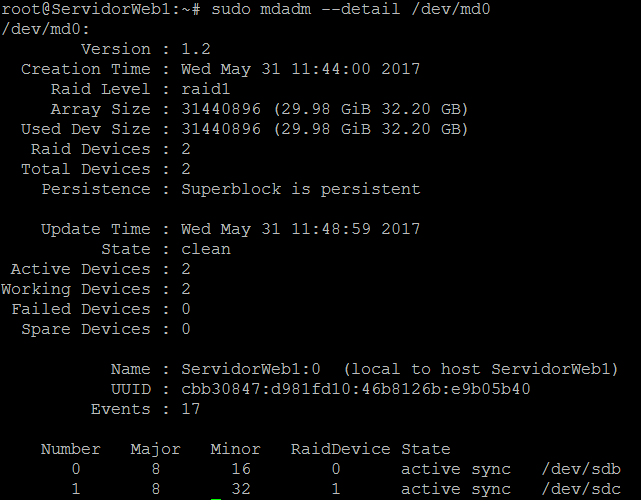 root@ServidorWeb1:~# sudo mdadm --detail /dev/md0
/dev/md0:
Version : 1.2
Creation Time : Wed May 31 11:44:00 2017
Raid Level : raid1
Array Size : 31440896 (29.98 GiB 32.20 GB)
Used Dev Size : 31440896 (29.98 GiB 32.20 GB)
Raid Devices : 2
Total Devices : 2
Persistence : Superblock is persistent
Update Time : Wed May 31 11:48:59 2017
State : clean
Active Devices : 2
Working Devices : 2
Failed Devices : 0
Spare Devices : 0
Name : ServidorWeb1:0 (local to host ServidorWeb1)
UUID : cbb30847:d981fd10:46b8126b:e9b05b40
Events : 17
Number Major Minor RaidDevice State
0 8 16 0 active sync /dev/sdb
1 8 32 1 active sync /dev/sdc